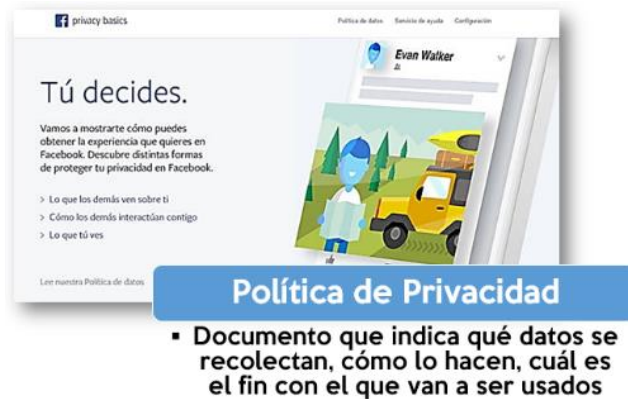 f privacy basics
Política de datos Servicio de ayuda Configuración
Evan Walker
Tú decides.
Vamos a mostrarte cómo puedes
obtener la experiencia que quieres en
Facebook. Descubre distintas formas
de proteger tu privacidad en Facebook.
> Lo que los demás ven sobre ti
> Cómo los demás interactúan contigo
> Lo que tú ves
Lee nuestra Política de datos
Política de Privacidad
▪ Documento que indica qué datos se
recolectan, cómo lo hacen, cuál es
el fin con el que van a ser usados